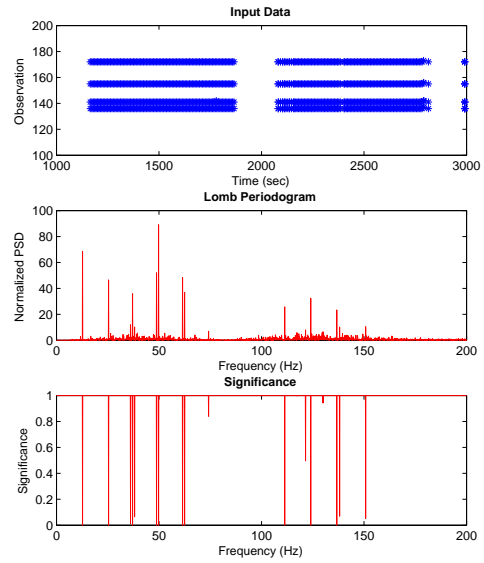 Input Data
200
180
160
140
120
100
Observation
1000 1500 2000 2500 3000
Time (sec)
Lomb Periodogram
100
80
60
40
20
0
Normalized PSD
0 50 100 150 200
Frequency (Hz)
Significance
1
0.8
0.6
0.4
0.2
0
Significance
0 50 100 150 200
Frequency (Hz)